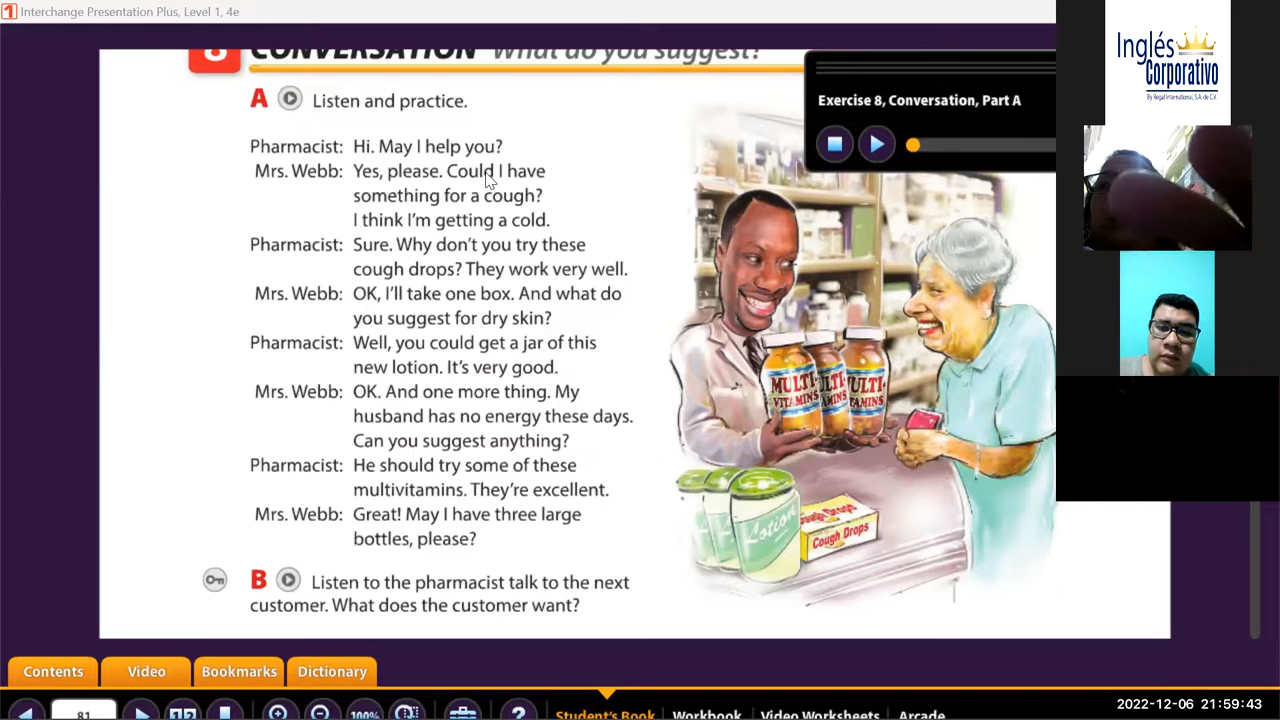 Interchange Presentation Plus, Level 1, 4e
8 CONVERSATION What do you suggest?
A Listen and practice.
Pharmacist: Hi. May I help you?
Mrs. Webb: Yes, please. Could I have
something for a cough?
I think I'm getting a cold.
Pharmacist: Sure. Why don't you try these
cough drops? They work very well.
Mrs. Webb: OK, I'll take one box. And what do
you suggest for dry skin?
Pharmacist: Well, you could get a jar of this
new lotion. It's very good.
Mrs. Webb: OK. And one more thing. My
husband has no energy these days.
Can you suggest anything?
Pharmacist: He should try some of these
multivitamins. They're excellent.
Mrs. Webb: Great! May I have three large
bottles, please?
B Listen to the pharmacist talk to the next
customer. What does the customer want?
Exercise 8, Conversation, Part A
MULTI-
VITAMINS
Lotion
Cough Drops
Cough Drops
Inglés
Corporativo
By Regal International, S.A. de C.V.
Contents Video Bookmarks Dictionary
81
100%
?
Student's Book Workbook Video Worksheets Arcade
2022-12-06 21:59:43